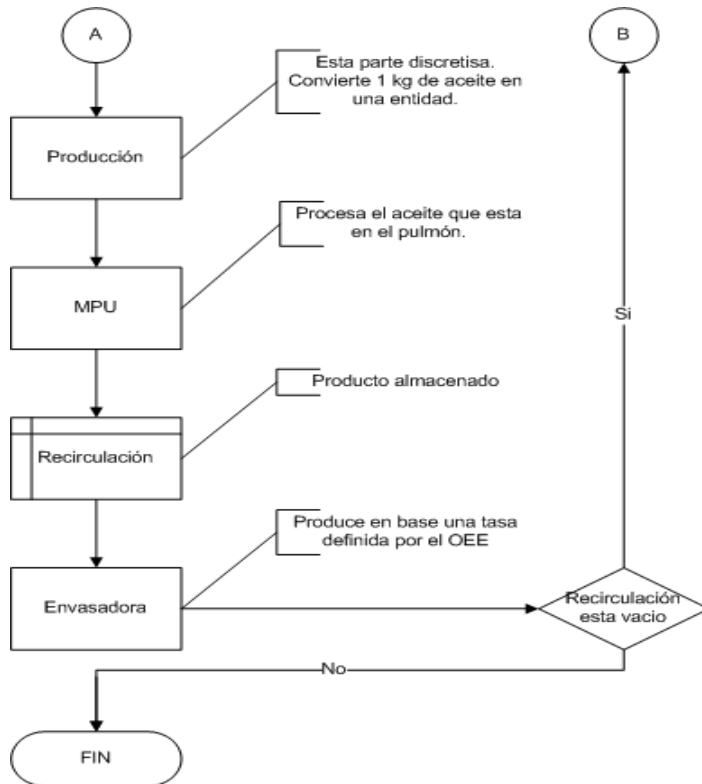 A
B
Esta parte discretisa.
Convierte 1 kg de aceite en
una entidad.
Producción
Procesa el aceite que esta
en el pulmón.
MPU
Si
Producto almacenado
Recirculación
Produce en base una tasa
definida por el OEE
Envasadora
Recirculación
esta vacio
No
FIN